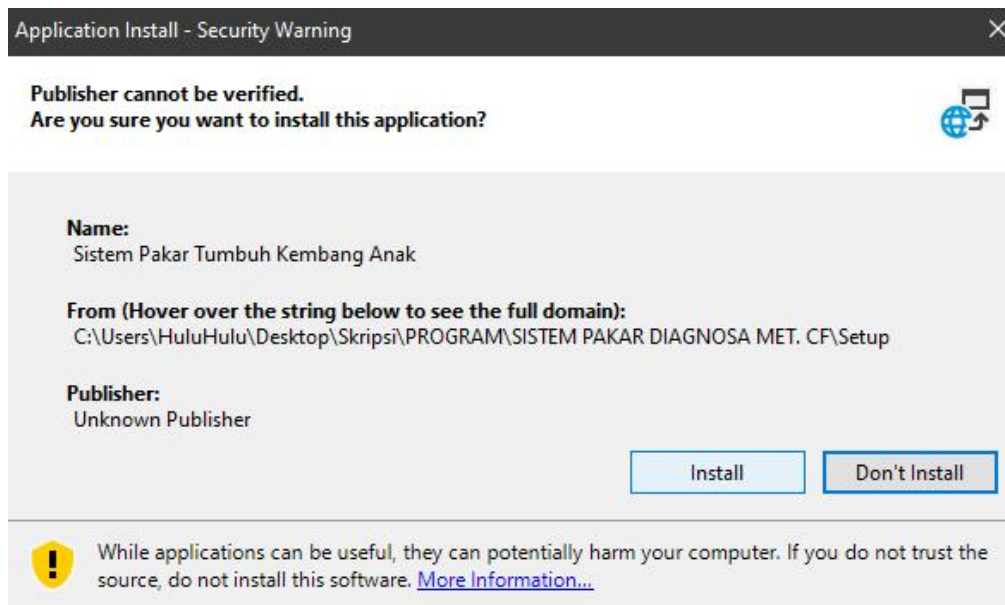 Application Install - Security Warning
Publisher cannot be verified.
Are you sure you want to install this application?
Name:
Sistem Pakar Tumbuh Kembang Anak
From (Hover over the string below to see the full domain):
C:\Users\HuluHulu\Desktop\Skripsi\PROGRAM\SISTEM PAKAR DIAGNOSA MET. CF\Setup
Publisher:
Unknown Publisher
Install Don't Install
While applications can be useful, they can potentially harm your computer. If you do not trust the
source, do not install this software. More Information...